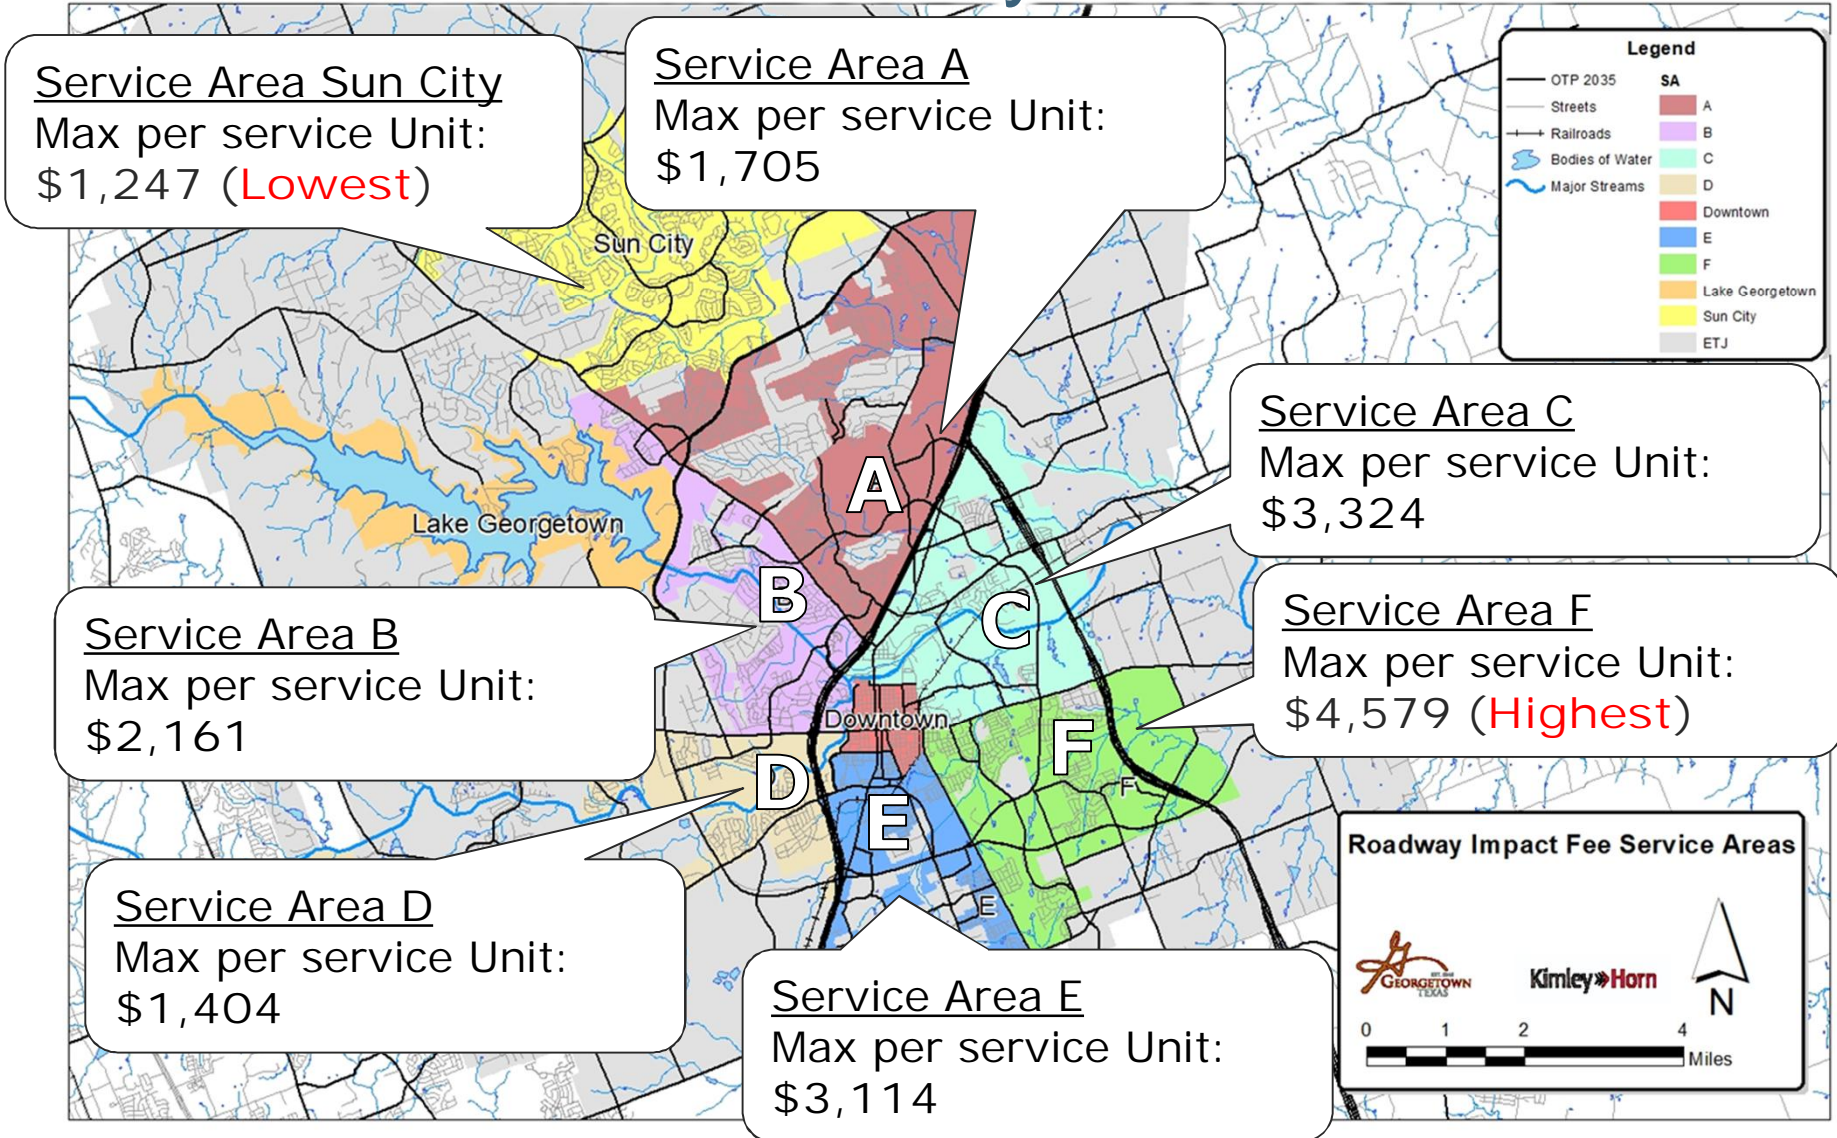 Service Area Sun City
Max per service Unit:
$1,247 (Lowest)
Service Area A
Max per service Unit:
$1,705
Legend
OTP 2035
Streets
Railroads
Bodies of Water
Major Streams
SA
A
B
C
D
Downtown
E
F
Lake Georgetown
Sun City
ETJ
Sun City
Service Area C
Max per service Unit:
$3,324
A
Lake Georgetown
B
C
Service Area B
Max per service Unit:
$2,161
Service Area F
Max per service Unit:
$4,579 (Highest)
Downtown
F
F
D
E
E
Service Area D
Max per service Unit:
$1,404
Service Area E
Max per service Unit:
$3,114
Roadway Impact Fee Service Areas
GEORGETOWN
TEXAS
Kimley»Horn
N
0 1 2 4
Miles